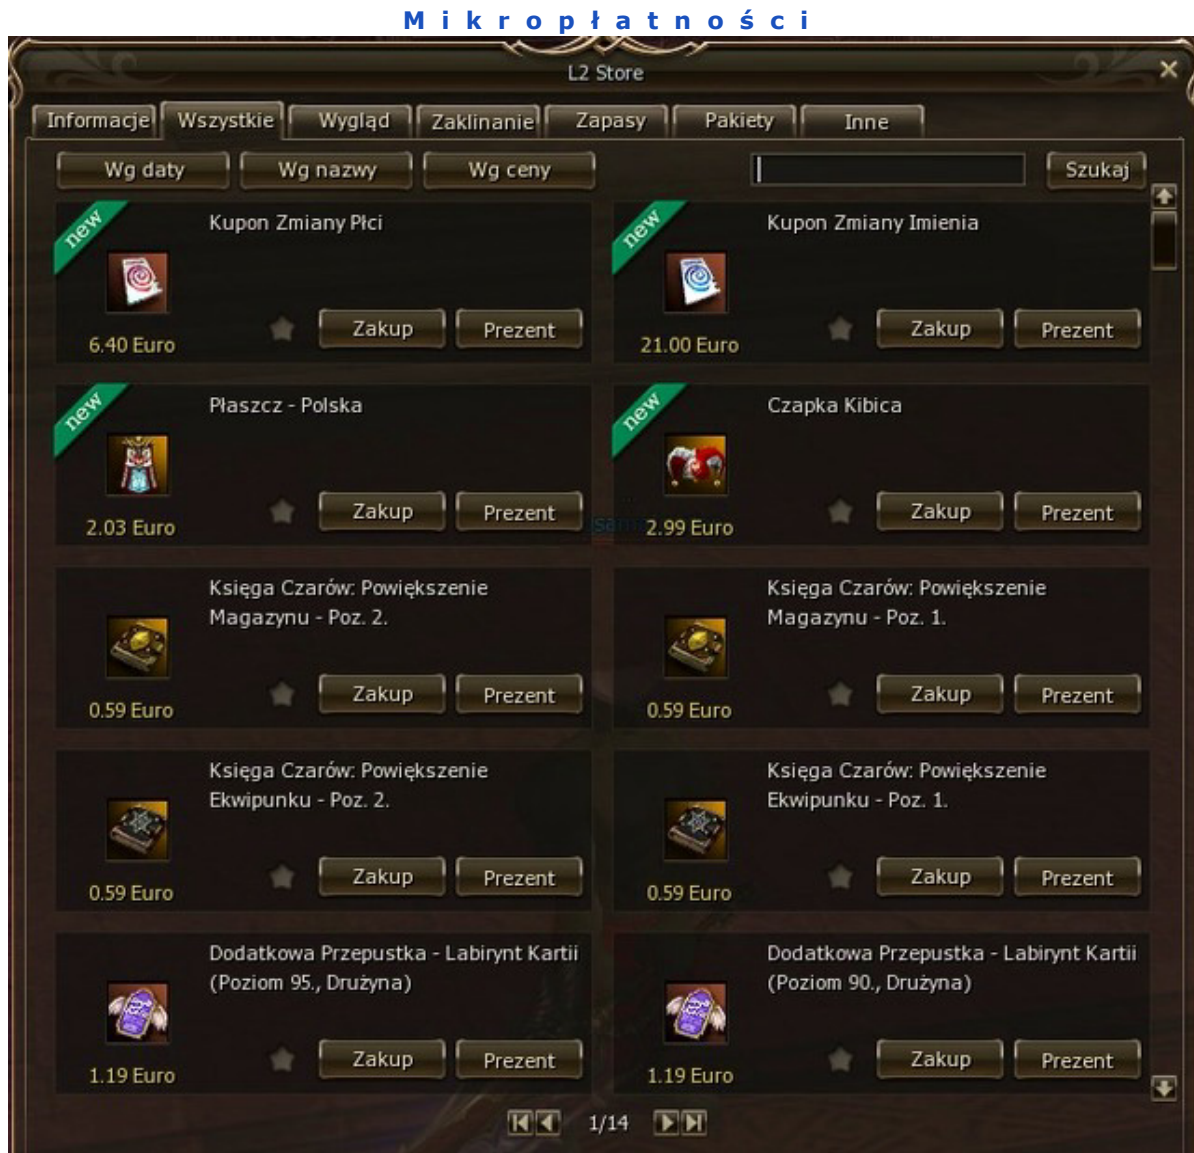 Mikropłatności
L2 Store
Informacje Wszystkie Wygląd Zaklinanie Zapasy Pakiety Inne
Wg daty Wg nazwy Wg ceny Szukaj
new Kupon Zmiany Płci
6.40 Euro Zakup Prezent
new Kupon Zmiany Imienia
21.00 Euro Zakup Prezent
new Płaszcz - Polska
2.03 Euro Zakup Prezent
new Czapka Kibica
2.99 Euro Zakup Prezent
Księga Czarów: Powiększenie
Magazynu - Poz. 2.
0.59 Euro Zakup Prezent
Księga Czarów: Powiększenie
Magazynu - Poz. 1.
0.59 Euro Zakup Prezent
Księga Czarów: Powiększenie
Ekwipunku - Poz. 2.
0.59 Euro Zakup Prezent
Księga Czarów: Powiększenie
Ekwipunku - Poz. 1.
0.59 Euro Zakup Prezent
Dodatkowa Przepustka - Labirynt Kartii
(Poziom 95., Drużyna)
1.19 Euro Zakup Prezent
Dodatkowa Przepustka - Labirynt Kartii
(Poziom 90., Drużyna)
1.19 Euro Zakup Prezent
1/14